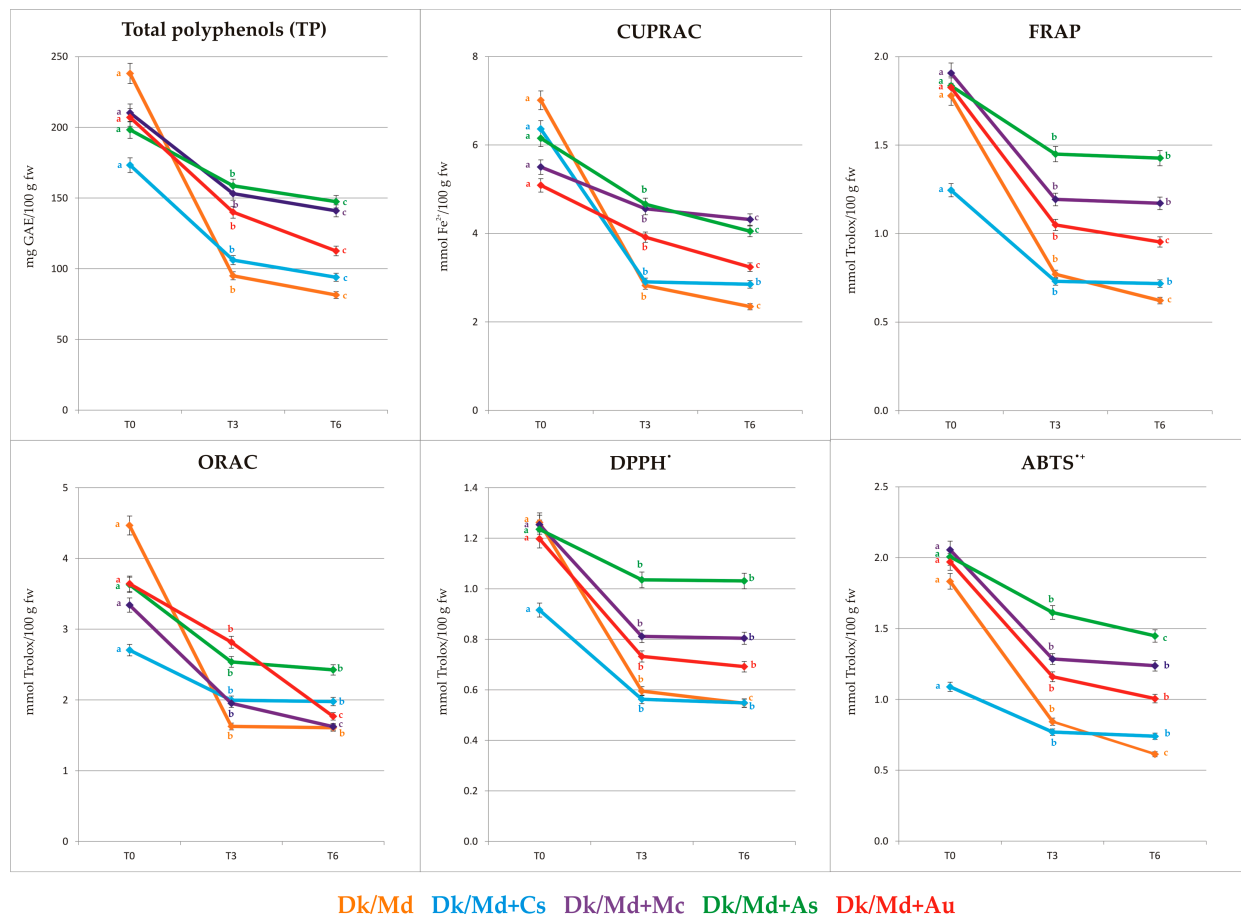 Total polyphenols (TP)
mg GAE/100 g fw
250
200
150
100
50
0
a
a
a
a
a
b
b
b
b
b
c
c
c
c
c
T0 T3 T6
CUPRAC
mmol Fe²⁺/100 g fw
8
6
4
2
0
a
a
a
a
a
b
b
b
b
b
c
c
c
b
c
T0 T3 T6
FRAP
mmol Trolox/100 g fw
2.0
1.5
1.0
0.5
0.0
a
a
a
a
a
b
b
b
b
b
b
b
c
b
c
T0 T3 T6
ORAC
mmol Trolox/100 g fw
5
4
3
2
1
0
a
a
a
a
a
b
b
b
b
b
b
b
c
c
b
T0 T3 T6
DPPH•
mmol Trolox/100 g fw
1.4
1.2
1.0
0.8
0.6
0.4
0.2
0.0
a
a
a
a
a
b
b
b
b
b
b
b
b
c
b
T0 T3 T6
ABTS•+
mmol Trolox/100 g fw
2.5
2.0
1.5
1.0
0.5
0.0
a
a
a
a
a
b
b
b
b
b
c
b
b
b
c
T0 T3 T6
Dk/Md Dk/Md+Cs Dk/Md+Mc Dk/Md+As Dk/Md+Au